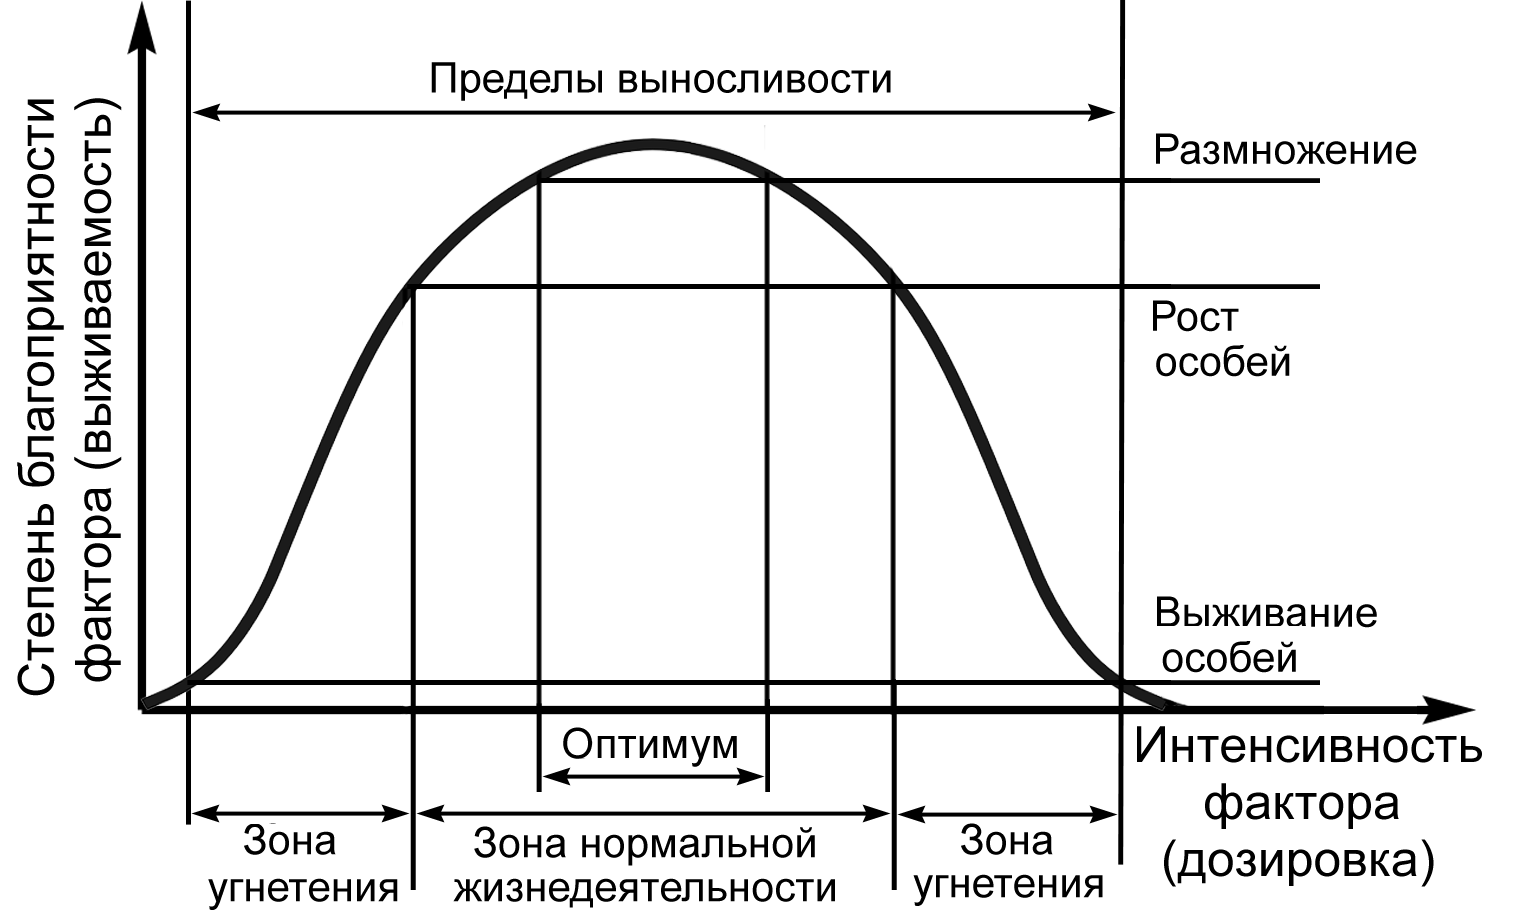 Степень благоприятности
фактора (выживаемость)
Пределы выносливости
Размножение
Рост
особей
Выживание
особей
Оптимум
Интенсивность
фактора
(дозировка)
Зона
угнетения
Зона нормальной
жизнедеятельности
Зона
угнетения